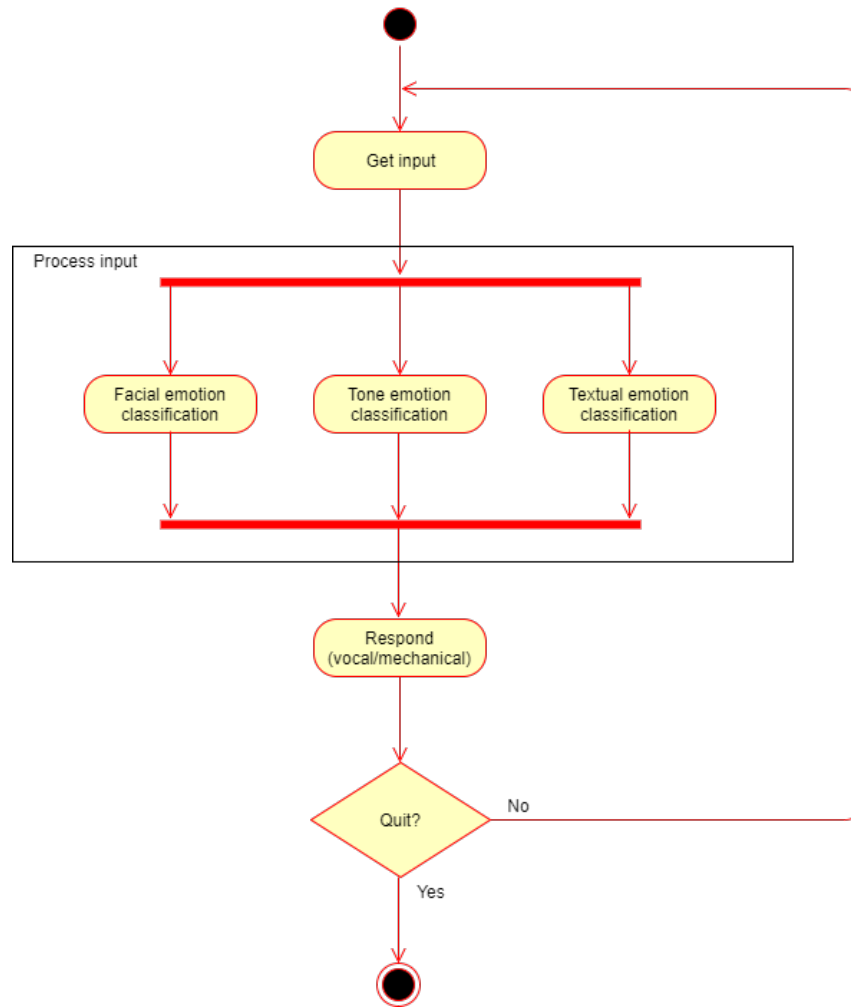 Get input
Process input
Facial emotion
classification
Tone emotion
classification
Textual emotion
classification
Respond
(vocal/mechanical)
Quit?
No
Yes